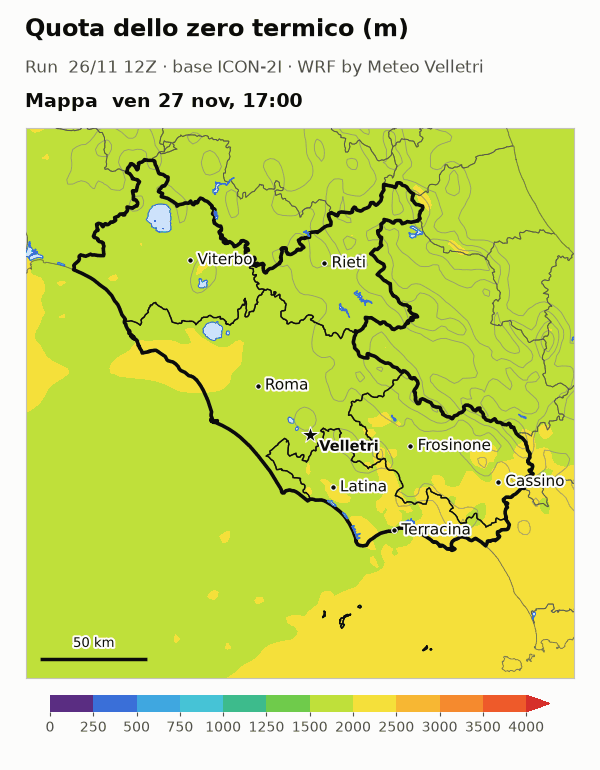 Quota dello zero termico (m)
Run  26/11 12Z · base ICON-2I · WRF by Meteo Velletri
Mappa  ven 27 nov, 17:00
Viterbo
Rieti
Roma
Velletri
Frosinone
Latina
Cassino
Terracina
50 km
0 250 500 750 1000 1250 1500 2000 2500 3000 3500 4000